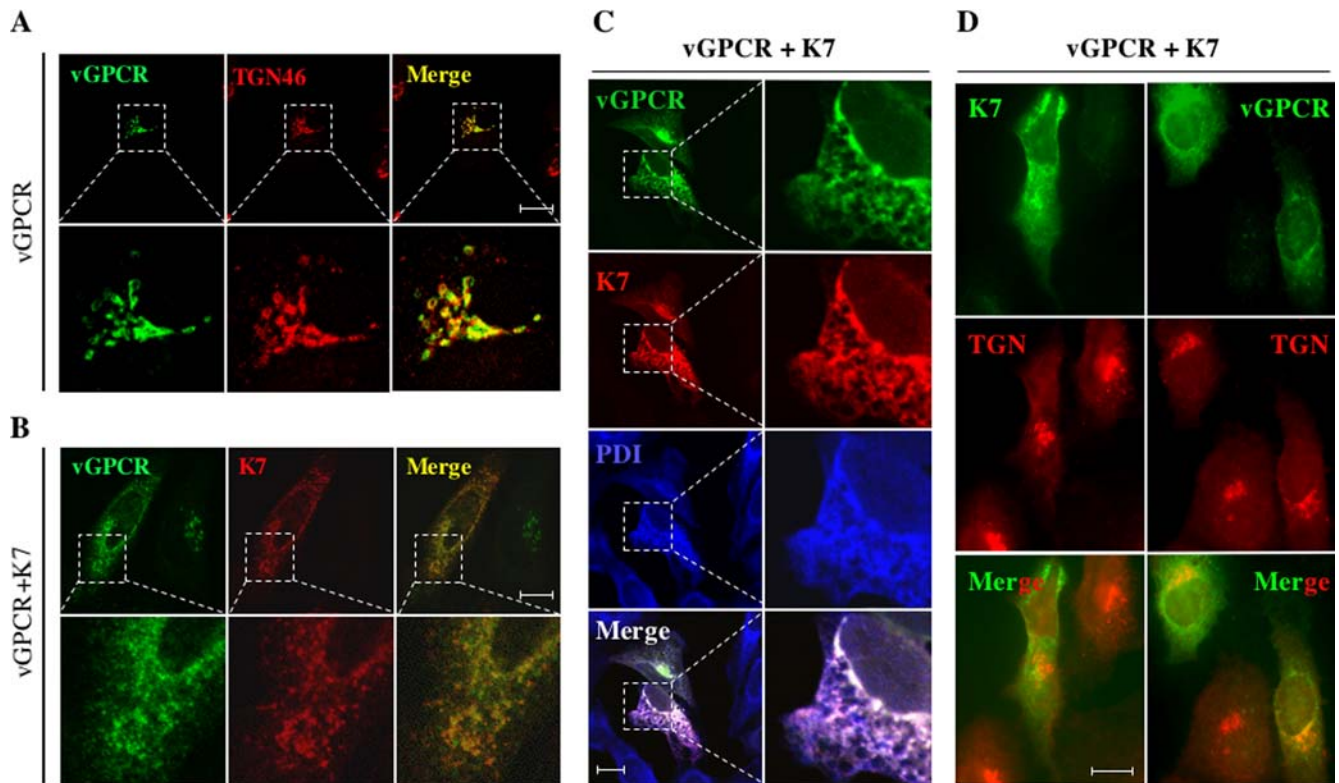 A
vGPCR
vGPCR TGN46 Merge
B
vGPCR+K7
vGPCR K7 Merge
C
vGPCR + K7
vGPCR
K7
PDI
Merge
D
vGPCR + K7
K7 vGPCR
TGN TGN
Merge Merge